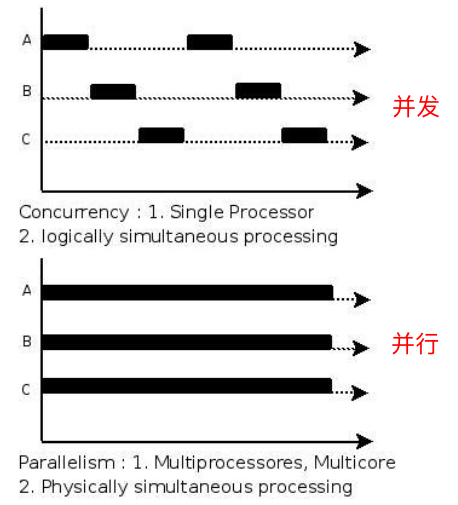 A
B
并发
C
Concurrency : 1. Single Processor
2. logically simultaneous processing
A
B
并行
C
Parallelism : 1. Multiprocessores, Multicore
2. Physically simultaneous processing